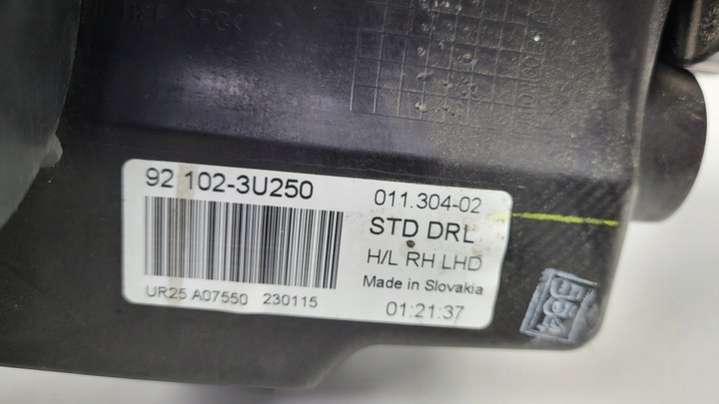 92 102-3U250
011.304-02
STD DRL
H/L RH LHD
Made in Slovakia
UR25 A07550 230115
01:21:37
554